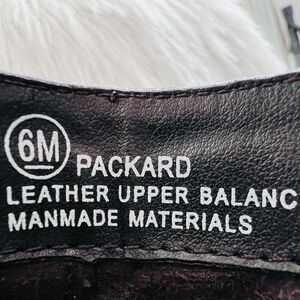 6M PACKARD
LEATHER UPPER BALANC
MANMADE MATERIALS